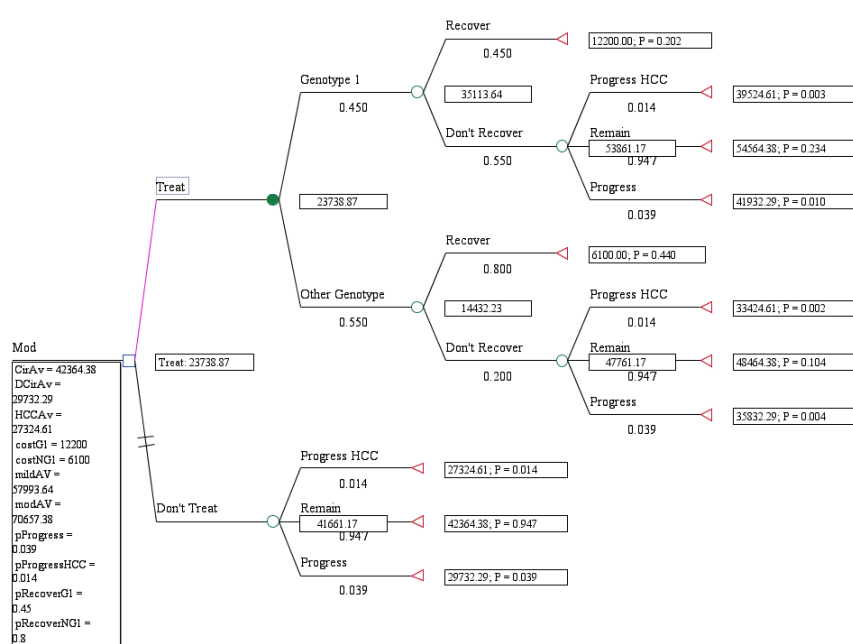 Recover
0.450
12200.00; P = 0.202
Genotype 1
0.450
35113.64
Progress HCC
0.014
39524.61; P = 0.003
Don't Recover
0.550
Remain
53861.17
0.947
54564.38; P = 0.234
Progress
0.039
41932.29; P = 0.010
Treat
23738.87
Recover
0.800
6100.00; P = 0.440
Other Genotype
0.550
14432.23
Progress HCC
0.014
33424.61; P = 0.002
Don't Recover
0.200
Remain
47761.17
0.947
48464.38; P = 0.104
Progress
0.039
35832.29; P = 0.004
Mod
Treat: 23738.87
CirAv = 42364.38
DCirAv =
29732.29
HCCAv =
27324.61
costG1 = 12200
costNG1 = 6100
mildAV =
57993.64
modAV =
70657.38
pProgress =
0.039
pProgressHCC =
0.014
pRecoverG1 =
0.45
pRecoverNG1 =
0.8
Don't Treat
Progress HCC
0.014
27324.61; P = 0.014
Remain
41661.17
0.947
42364.38; P = 0.947
Progress
0.039
29732.29; P = 0.039